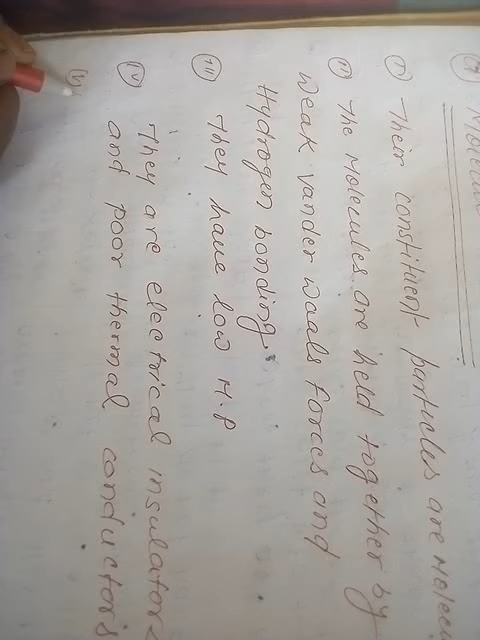 (i) Their constituent particles are
(ii) The Molecules are held together by
weak vander waals forces and
Hydrogen bonding.
(iii) They have low M.P
(iv) They are electrical insulators
and poor thermal conductors
(v)